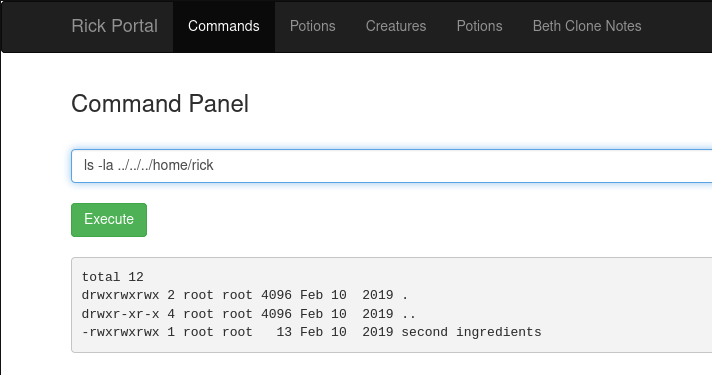 Rick Portal Commands Potions Creatures Potions Beth Clone Notes
Command Panel
ls -la ../../../home/rick
Execute
total 12
drwxrwxrwx 2 root root 4096 Feb 10  2019 .
drwxr-xr-x 4 root root 4096 Feb 10  2019 ..
-rwxrwxrwx 1 root root   13 Feb 10  2019 second ingredients